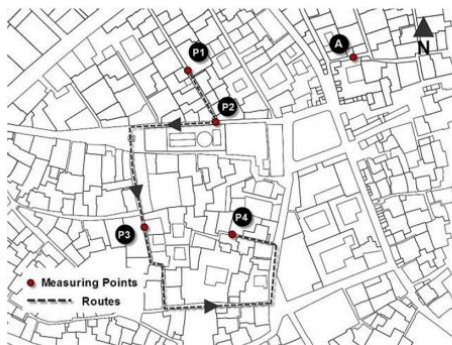 P1
A
N
P2
P4
P3
Measuring Points
Routes